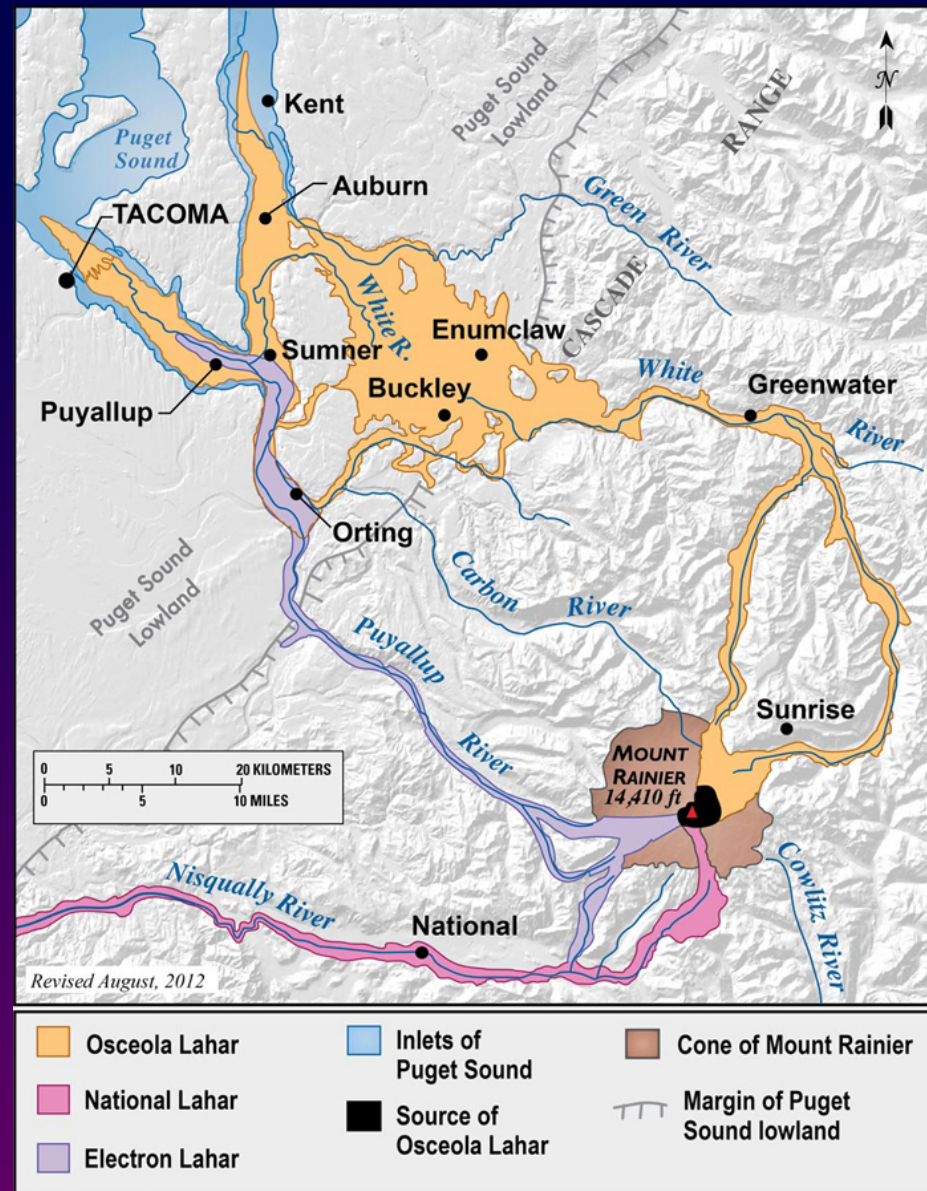 Kent
Puget Sound
Lowland
RANGE
N
Puget
Sound
Auburn
TACOMA
Green
River
CASCADE
White R.
Enumclaw
Sumner
White
Greenwater
Buckley
Puyallup
River
Orting
Puget Sound
Lowland
Carbon
River
Puyallup
Sunrise
River
MOUNT
RAINIER
14,410 ft
0 5 10 20 KILOMETERS
0 5 10 MILES
Cowlitz
River
Nisqually River
National
Revised August, 2012
Osceola Lahar
National Lahar
Electron Lahar
Inlets of
Puget Sound
Source of
Osceola Lahar
Cone of Mount Rainier
Margin of Puget
Sound lowland